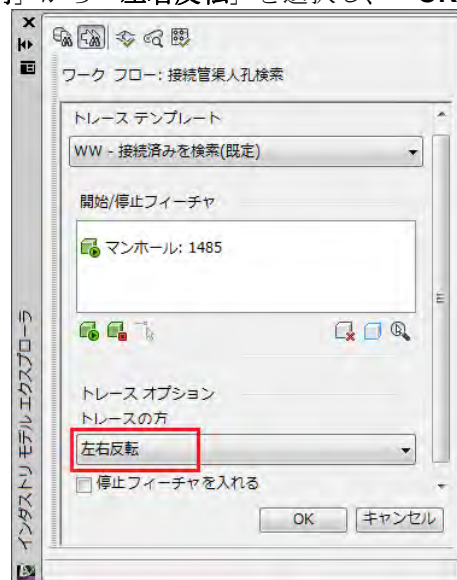 」から「左右反転」を選択し、「OK
ワーク フロー: 接続管渠人孔検索
トレース テンプレート
WW - 接続済みを検索(既定)
開始/停止フィーチャ
マンホール: 1485
トレース オプション
トレースの方
左右反転
停止フィーチャを入れる
OK キャンセル
インダストリ モデル エクスプローラ